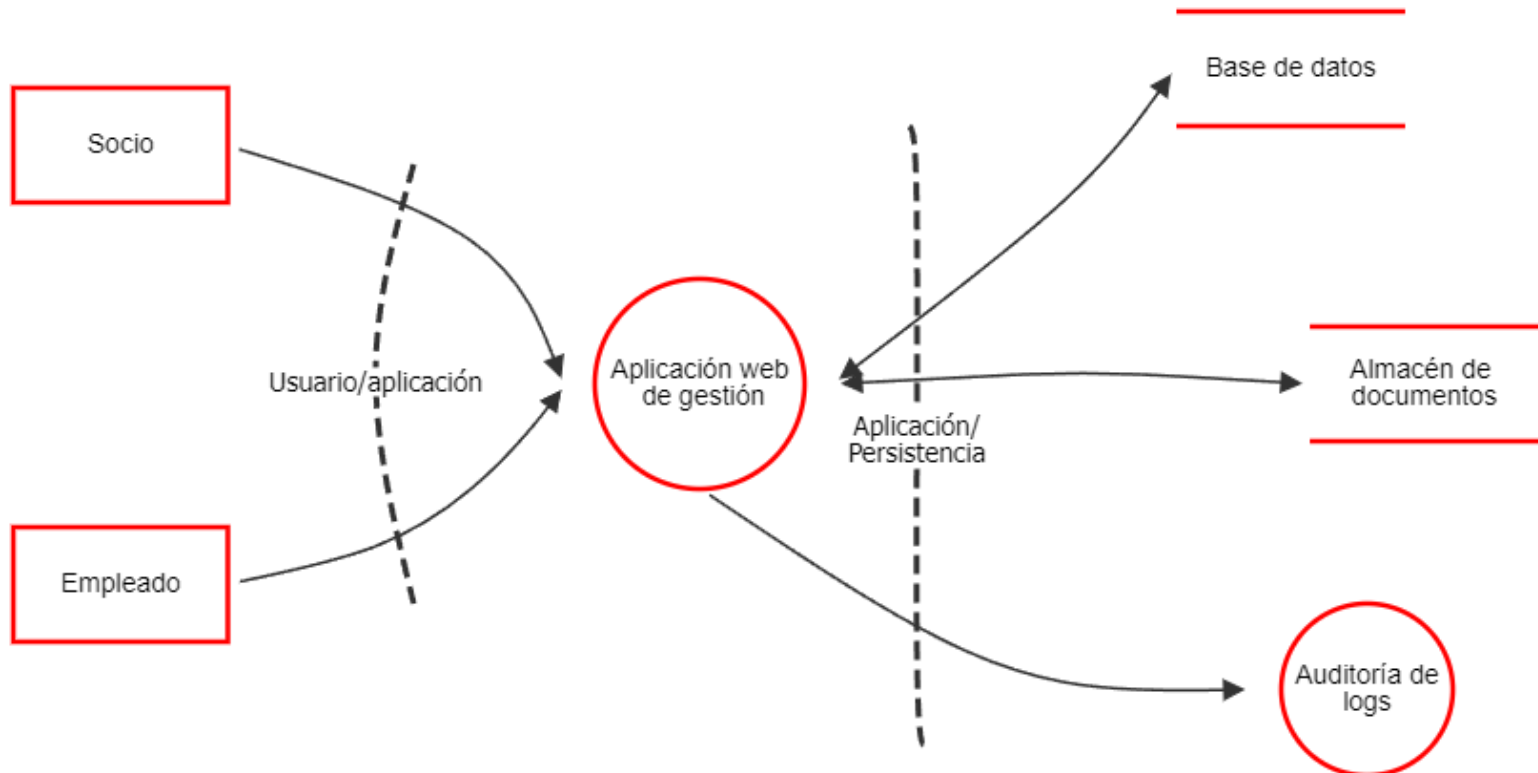 Base de datos
Socio
Usuario/aplicación
Aplicación web
de gestión
Almacén de
documentos
Aplicación/
Persistencia
Empleado
Auditoría de
logs